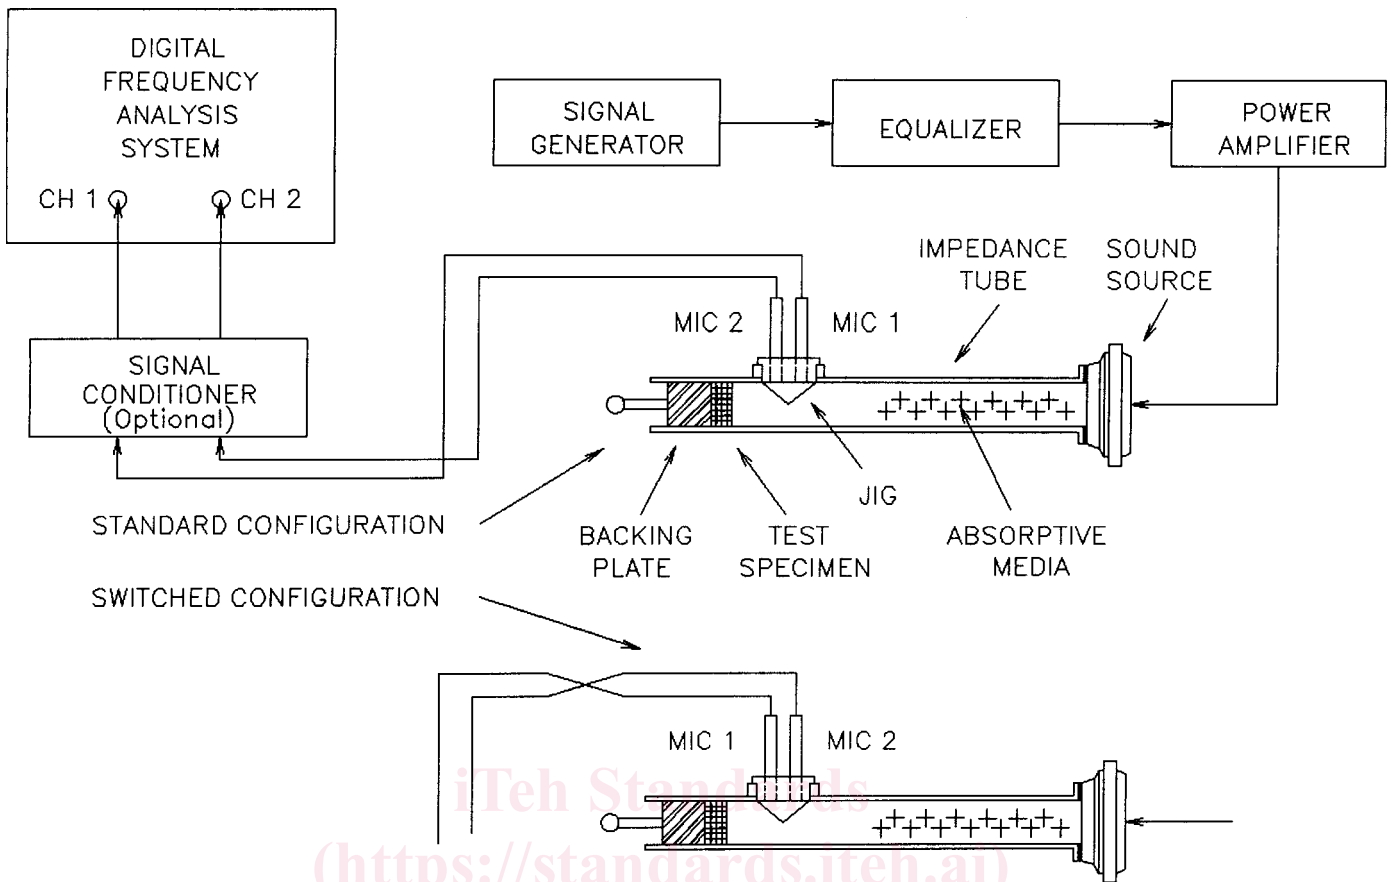 DIGITAL
FREQUENCY
ANALYSIS
SYSTEM
CH 1
CH 2
SIGNAL
GENERATOR
EQUALIZER
POWER
AMPLIFIER
IMPEDANCE
TUBE
SOUND
SOURCE
MIC 2
MIC 1
SIGNAL
CONDITIONER
(Optional)
JIG
STANDARD CONFIGURATION
BACKING
PLATE
TEST
SPECIMEN
ABSORPTIVE
MEDIA
SWITCHED CONFIGURATION
MIC 1
MIC 2
iTeh Standards
(https://standards.iteh.ai)